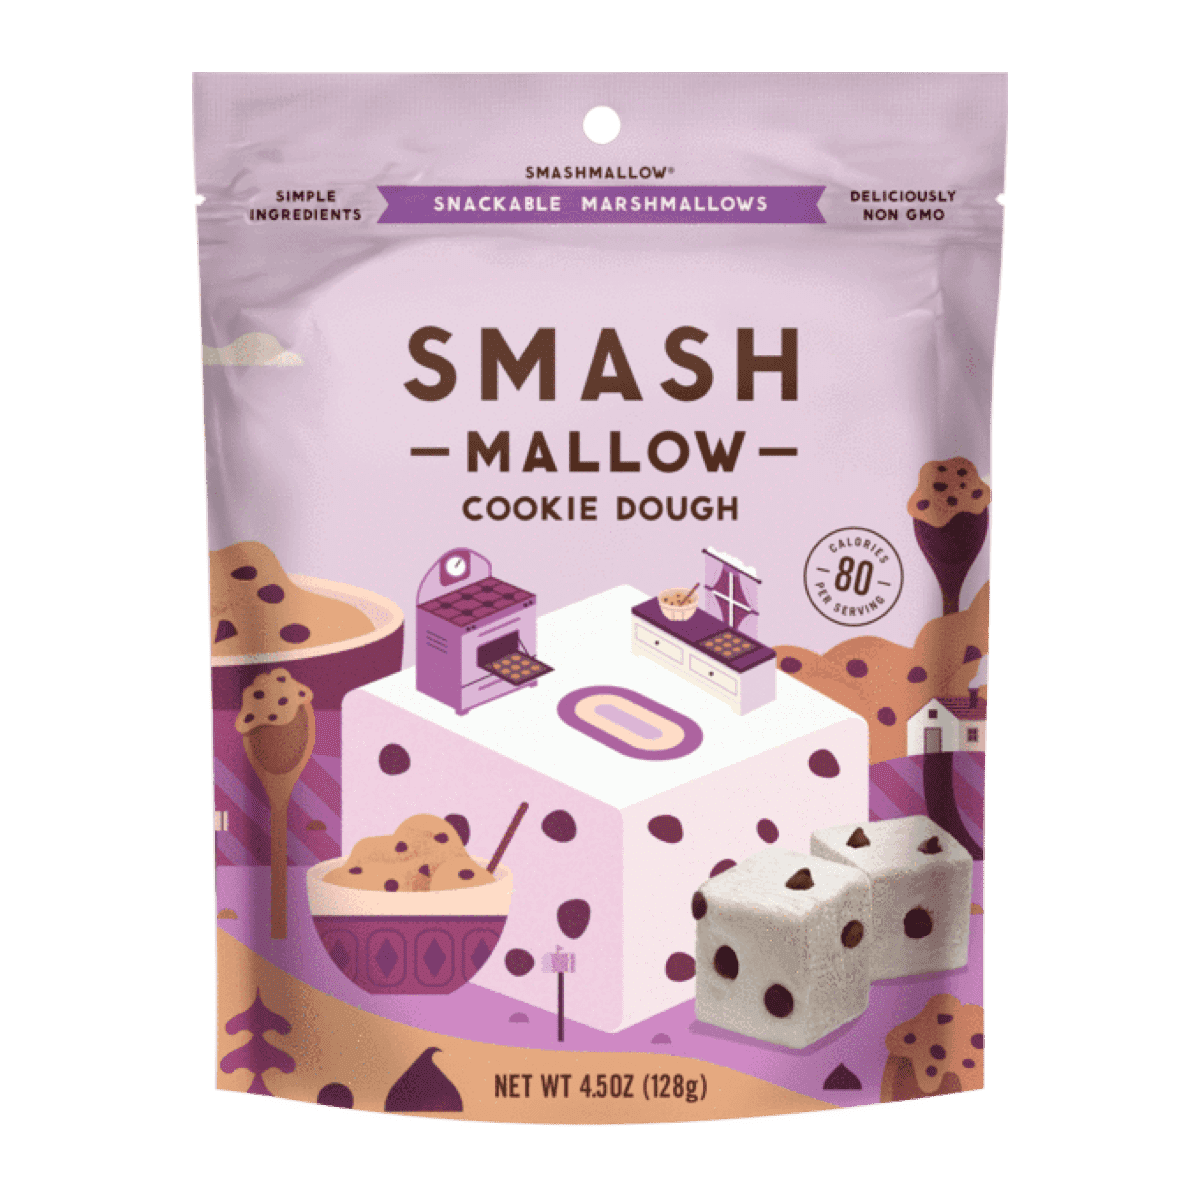 SMASHMALLOW®
SIMPLE
INGREDIENTS
SNACKABLE MARSHMALLOWS
DELICIOUSLY
NON GMO
SMASH
MALLOW
COOKIE DOUGH
CALORIES
80
PER SERVING
NET WT 4.5OZ (128g)